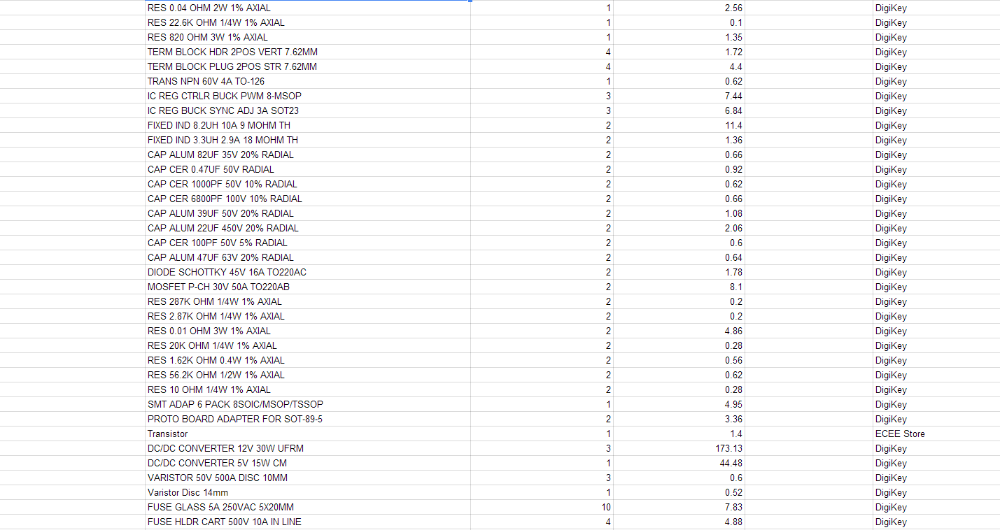 RES 0.04 OHM 2W 1% AXIAL 1 2.56 DigiKey
RES 22.6K OHM 1/4W 1% AXIAL 1 0.1 DigiKey
RES 820 OHM 3W 1% AXIAL 1 1.35 DigiKey
TERM BLOCK HDR 2POS VERT 7.62MM 4 1.72 DigiKey
TERM BLOCK PLUG 2POS STR 7.62MM 4 4.4 DigiKey
TRANS NPN 60V 4A TO-126 1 0.62 DigiKey
IC REG CTRLR BUCK PWM 8-MSOP 3 7.44 DigiKey
IC REG BUCK SYNC ADJ 3A SOT23 3 6.84 DigiKey
FIXED IND 8.2UH 10A 9 MOHM TH 2 11.4 DigiKey
FIXED IND 3.3UH 2.9A 18 MOHM TH 2 1.36 DigiKey
CAP ALUM 82UF 35V 20% RADIAL 2 0.66 DigiKey
CAP CER 0.47UF 50V RADIAL 2 0.92 DigiKey
CAP CER 1000PF 50V 10% RADIAL 2 0.62 DigiKey
CAP CER 6800PF 100V 10% RADIAL 2 0.66 DigiKey
CAP ALUM 39UF 50V 20% RADIAL 2 1.08 DigiKey
CAP ALUM 22UF 450V 20% RADIAL 2 2.06 DigiKey
CAP CER 100PF 50V 5% RADIAL 2 0.6 DigiKey
CAP ALUM 47UF 63V 20% RADIAL 2 0.64 DigiKey
DIODE SCHOTTKY 45V 16A TO220AC 2 1.78 DigiKey
MOSFET P-CH 30V 50A TO220AB 2 8.1 DigiKey
RES 287K OHM 1/4W 1% AXIAL 2 0.2 DigiKey
RES 2.87K OHM 1/4W 1% AXIAL 2 0.2 DigiKey
RES 0.01 OHM 3W 1% AXIAL 2 4.86 DigiKey
RES 20K OHM 1/4W 1% AXIAL 2 0.28 DigiKey
RES 1.62K OHM 0.4W 1% AXIAL 2 0.56 DigiKey
RES 56.2K OHM 1/2W 1% AXIAL 2 0.62 DigiKey
RES 10 OHM 1/4W 1% AXIAL 2 0.28 DigiKey
SMT ADAP 6 PACK 8SOIC/MSOP/TSSOP 1 4.95 DigiKey
PROTO BOARD ADAPTER FOR SOT-89-5 2 3.36 DigiKey
Transistor 1 1.4 ECEE Store
DC/DC CONVERTER 12V 30W UFRM 3 173.13 DigiKey
DC/DC CONVERTER 5V 15W CM 1 44.48 DigiKey
VARISTOR 50V 500A DISC 10MM 3 0.6 DigiKey
Varistor Disc 14mm 1 0.52 DigiKey
FUSE GLASS 5A 250VAC 5X20MM 10 7.83 DigiKey
FUSE HLDR CART 500V 10A IN LINE 4 4.88 DigiKey